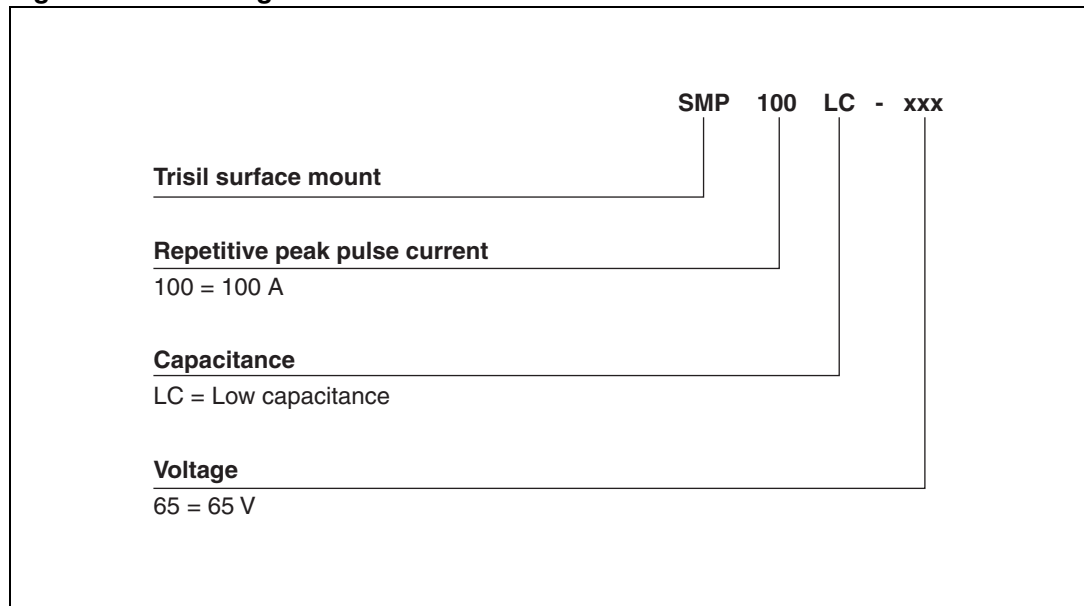 SMP 100 LC - xxx
Trisil surface mount
Repetitive peak pulse current
100 = 100 A
Capacitance
LC = Low capacitance
Voltage
65 = 65 V